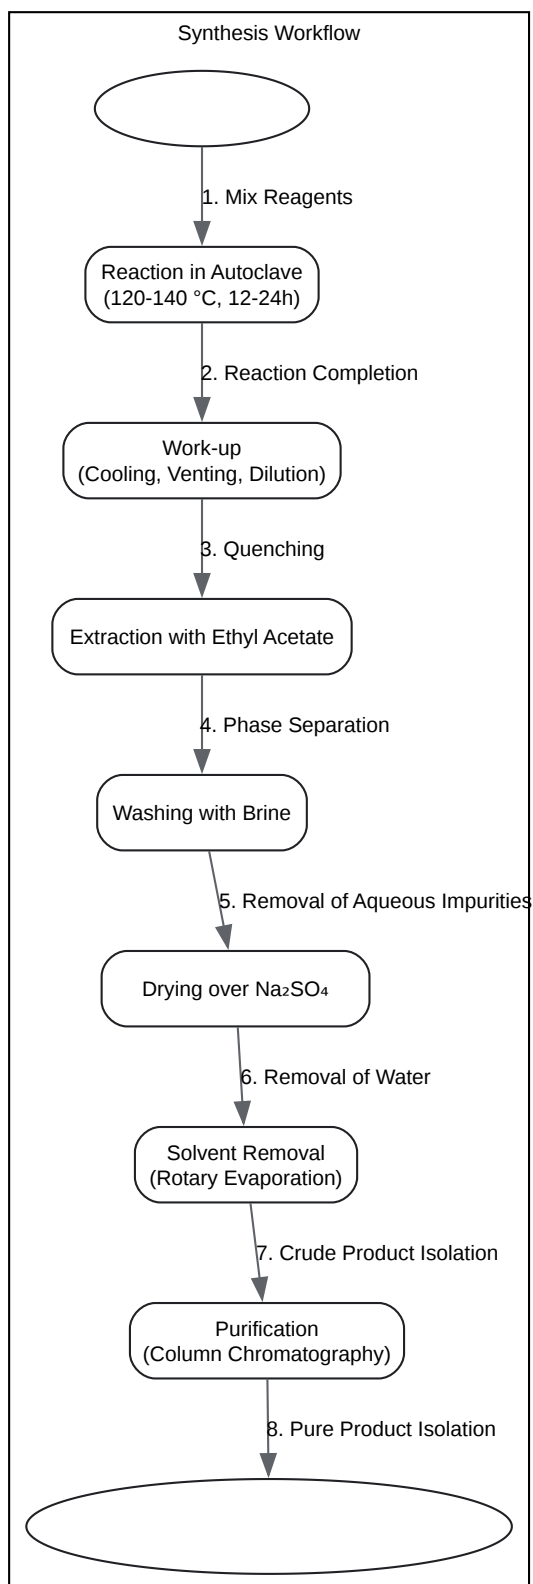 Synthesis Workflow
1. Mix Reagents
Reaction in Autoclave
(120-140 °C, 12-24h)
2. Reaction Completion
Work-up
(Cooling, Venting, Dilution)
3. Quenching
Extraction with Ethyl Acetate
4. Phase Separation
Washing with Brine
5. Removal of Aqueous Impurities
Drying over Na₂SO₄
6. Removal of Water
Solvent Removal
(Rotary Evaporation)
7. Crude Product Isolation
Purification
(Column Chromatography)
8. Pure Product Isolation